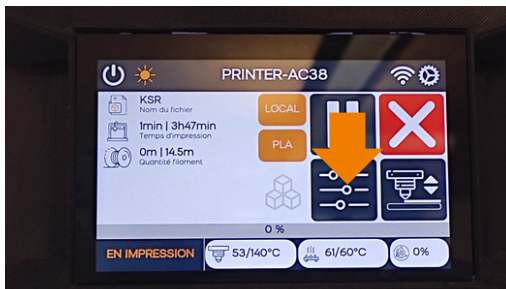 PRINTER-AC38
KSR
Nom du fichier
LOCAL
1min | 3h47min
Temps d'impression
PLA
0m | 14.5m
Quantité filament
0 %
EN IMPRESSION
53/140°C
61/60°C
0%